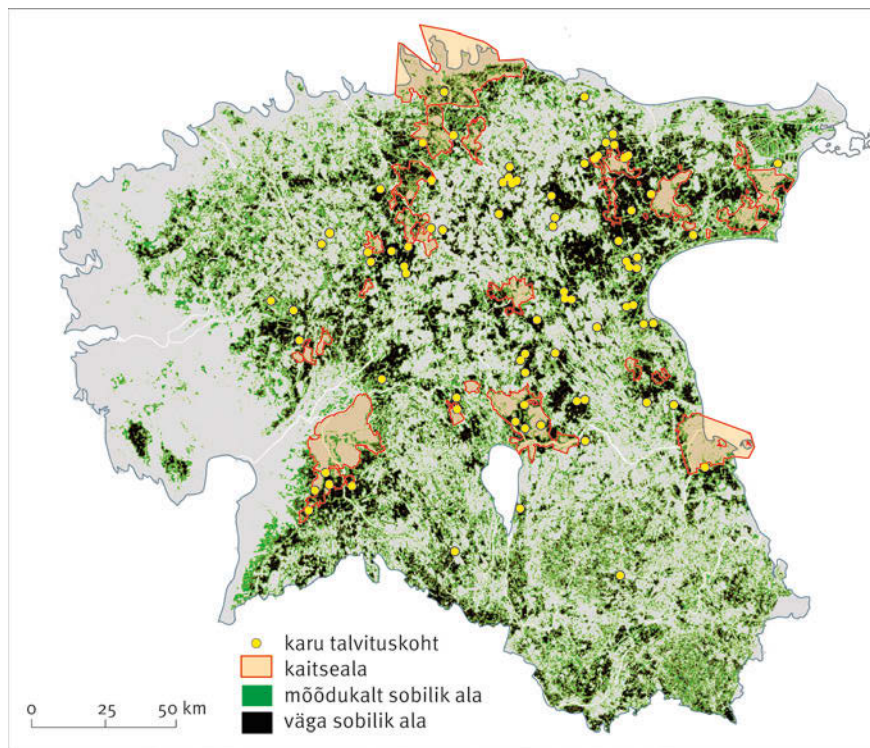 karu talvituskoht
kaitseala
mõõdukalt sobilik ala
väga sobilik ala
0 25 50 km